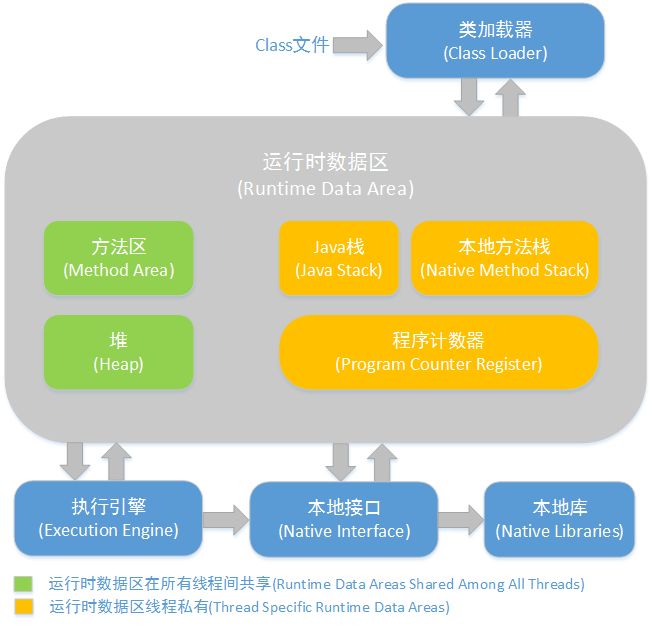 Class文件
类加载器
(Class Loader)
运行时数据区
(Runtime Data Area)
方法区
(Method Area)
Java栈
(Java Stack)
本地方法栈
(Native Method Stack)
堆
(Heap)
程序计数器
(Program Counter Register)
执行引擎
(Execution Engine)
本地接口
(Native Interface)
本地库
(Native Libraries)
运行时数据区在所有线程间共享(Runtime Data Areas Shared Among All Threads)
运行时数据区线程私有(Thread Specific Runtime Data Areas)